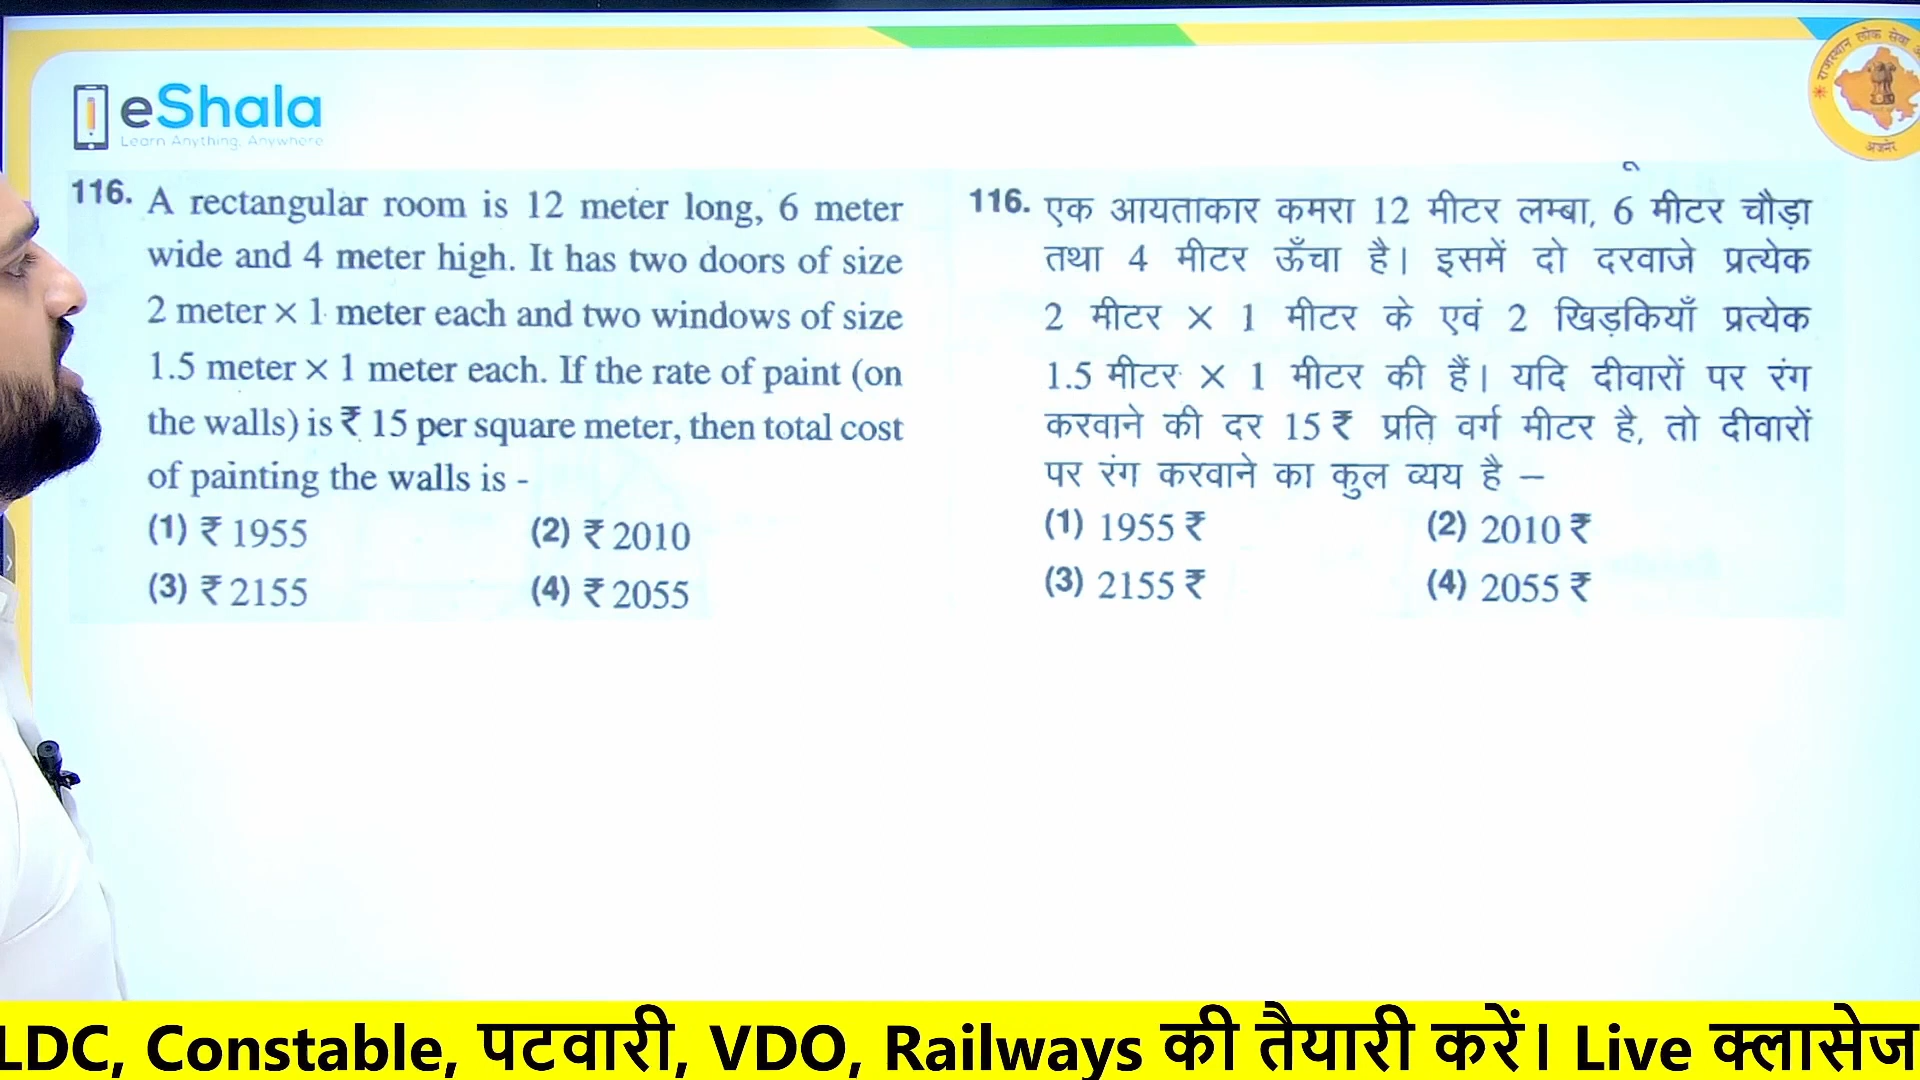 eShala
Learn Anything, Anywhere
राजस्थान लोक सेवा
अजमेर
116. A rectangular room is 12 meter long, 6 meter
wide and 4 meter high. It has two doors of size
2 meter × 1 meter each and two windows of size
1.5 meter × 1 meter each. If the rate of paint (on
the walls) is ₹ 15 per square meter, then total cost
of painting the walls is -
(1) ₹ 1955 (2) ₹ 2010
(3) ₹ 2155 (4) ₹ 2055
116. एक आयताकार कमरा 12 मीटर लम्बा, 6 मीटर चौड़ा
तथा 4 मीटर ऊँचा है। इसमें दो दरवाजे प्रत्येक
2 मीटर × 1 मीटर के एवं 2 खिड़कियाँ प्रत्येक
1.5 मीटर × 1 मीटर की हैं। यदि दीवारों पर रंग
करवाने की दर 15 ₹ प्रति वर्ग मीटर है, तो दीवारों
पर रंग करवाने का कुल व्यय है –
(1) 1955 ₹ (2) 2010 ₹
(3) 2155 ₹ (4) 2055 ₹
LDC, Constable, पटवारी, VDO, Railways की तैयारी करें। Live क्लासेज